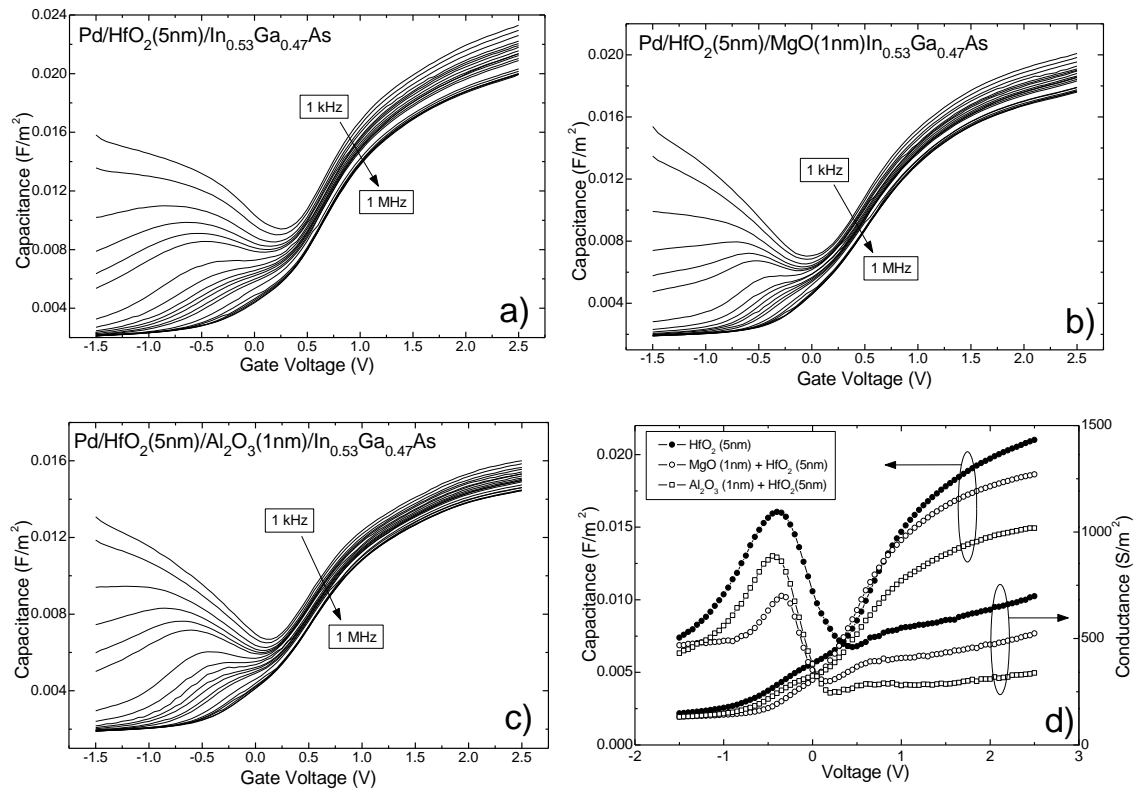 Pd/HfO2(5nm)/In0.53Ga0.47As
0.024
0.020
0.016
0.012
0.008
0.004
Capacitance (F/m²)
1 kHz
1 MHz
a)
-1.5 -1.0 -0.5 0.0 0.5 1.0 1.5 2.0 2.5
Gate Voltage (V)
Pd/HfO2(5nm)/MgO(1nm)In0.53Ga0.47As
0.024
0.020
0.016
0.012
0.008
0.004
Capacitance (F/m²)
1 kHz
1 MHz
b)
-1.5 -1.0 -0.5 0.0 0.5 1.0 1.5 2.0 2.5
Gate Voltage (V)
Pd/HfO2(5nm)/Al2O3(1nm)/In0.53Ga0.47As
0.016
0.012
0.008
0.004
Capacitance (F/m²)
1 kHz
1 MHz
c)
-1.5 -1.0 -0.5 0.0 0.5 1.0 1.5 2.0 2.5
Gate Voltage (V)
HfO2 (5nm)
MgO (1nm) + HfO2 (5nm)
Al2O3 (1nm) + HfO2(5nm)
0.020
0.015
0.010
0.005
0.000
Capacitance (F/m²)
1500
1000
500
0
Conductance (S/m²)
d)
-2 -1 0 1 2 3
Voltage (V)